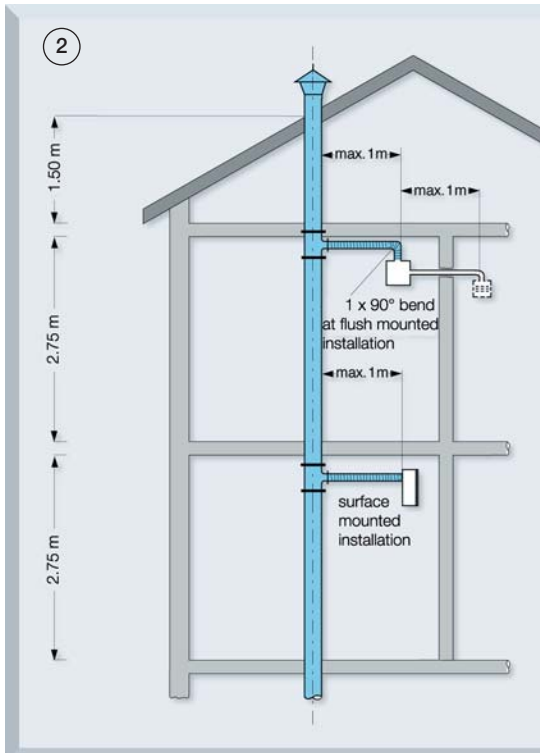 2
1.50 m
max. 1m
max. 1m
2.75 m
1 x 90° bend
at flush mounted
installation
max. 1m
2.75 m
surface
mounted
installation